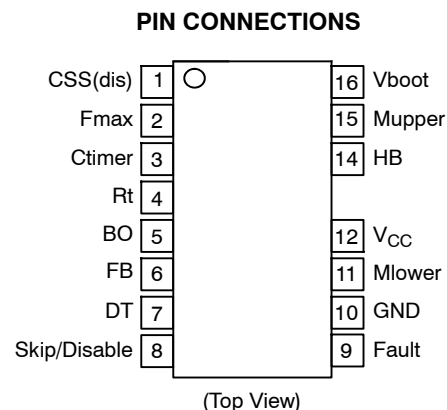 PIN CONNECTIONS
CSS(dis) 1 16 Vboot
Fmax 2 15 Mupper
Ctimer 3 14 HB
Rt 4
BO 5 12 VCC
FB 6 11 Mlower
DT 7 10 GND
Skip/Disable 8 9 Fault
(Top View)